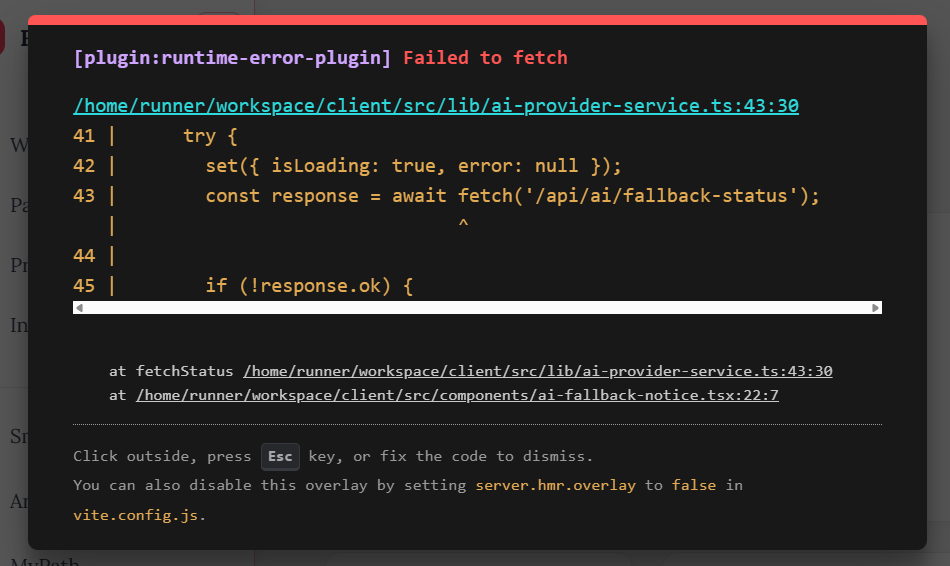 [plugin:runtime-error-plugin] Failed to fetch
/home/runner/workspace/client/src/lib/ai-provider-service.ts:43:30
41 |      try {
42 |        set({ isLoading: true, error: null });
43 |        const response = await fetch('/api/ai/fallback-status');
   |                               ^
44 |
45 |        if (!response.ok) {
at fetchStatus /home/runner/workspace/client/src/lib/ai-provider-service.ts:43:30
at /home/runner/workspace/client/src/components/ai-fallback-notice.tsx:22:7
Click outside, press Esc key, or fix the code to dismiss.
You can also disable this overlay by setting server.hmr.overlay to false in
vite.config.js.
MyPath